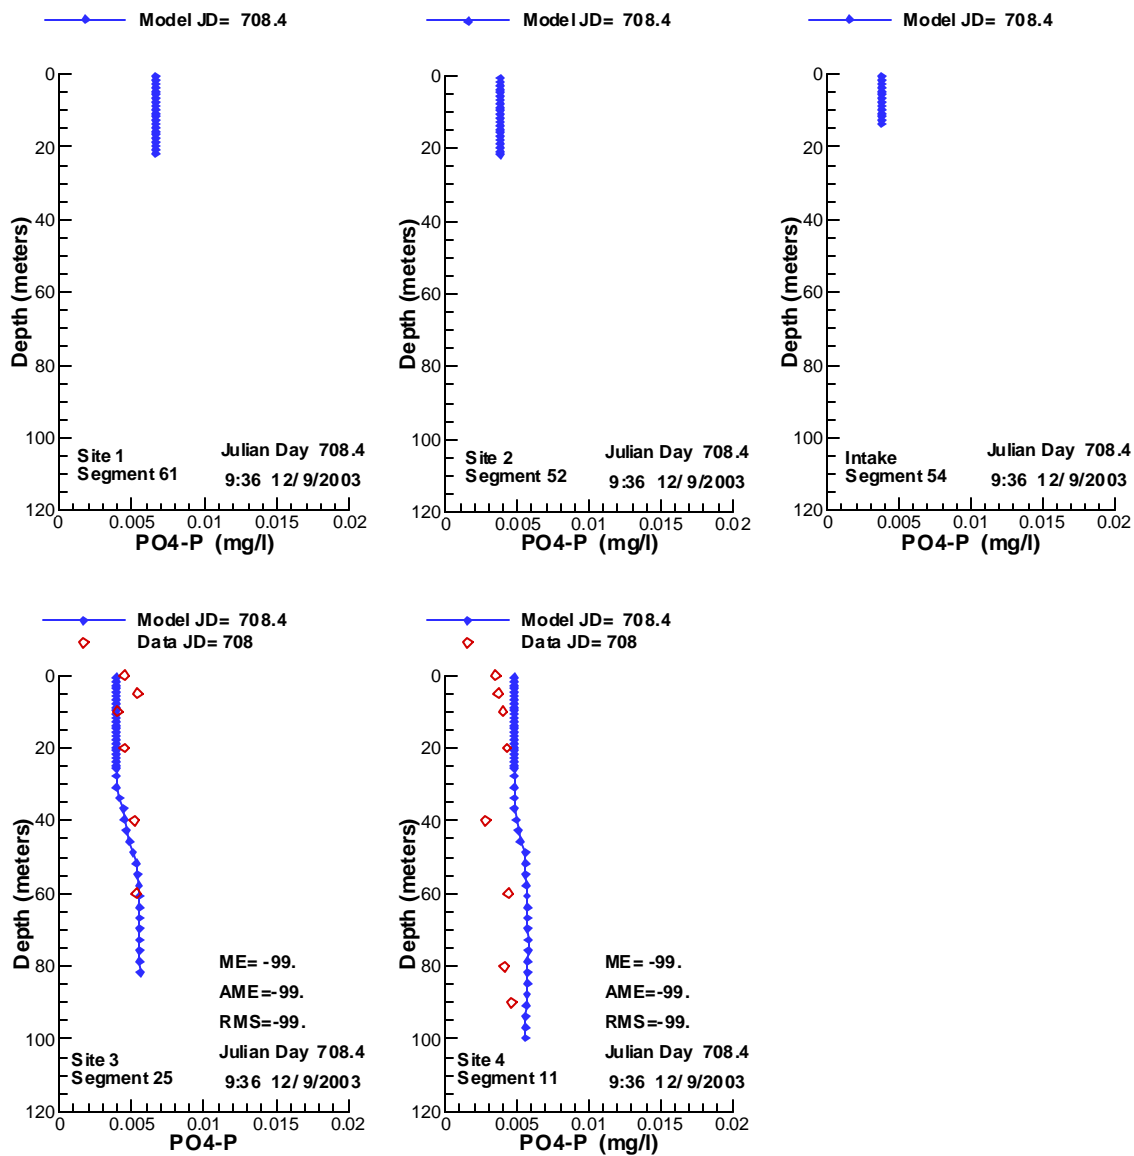 Model JD= 708.4
0
20
40
60
80
100
120
Depth (meters)
Site 1
Segment 61
Julian Day 708.4
9:36 12/ 9/2003
0
0.005
0.01
0.015
0.02
PO4-P (mg/l)
Model JD= 708.4
0
20
40
60
80
100
120
Depth (meters)
Site 2
Segment 52
Julian Day 708.4
9:36 12/ 9/2003
0
0.005
0.01
0.015
0.02
PO4-P (mg/l)
Model JD= 708.4
0
20
40
60
80
100
120
Depth (meters)
Intake
Segment 54
Julian Day 708.4
9:36 12/ 9/2003
0
0.005
0.01
0.015
0.02
PO4-P (mg/l)
Model JD= 708.4
Data JD= 708
0
20
40
60
80
100
120
Depth (meters)
ME= -99.
AME=-99.
RMS=-99.
Site 3
Segment 25
Julian Day 708.4
9:36 12/ 9/2003
0
0.005
0.01
0.015
0.02
PO4-P
Model JD= 708.4
Data JD= 708
0
20
40
60
80
100
120
Depth (meters)
ME= -99.
AME=-99.
RMS=-99.
Site 4
Segment 11
Julian Day 708.4
9:36 12/ 9/2003
0
0.005
0.01
0.015
0.02
PO4-P (mg/l)